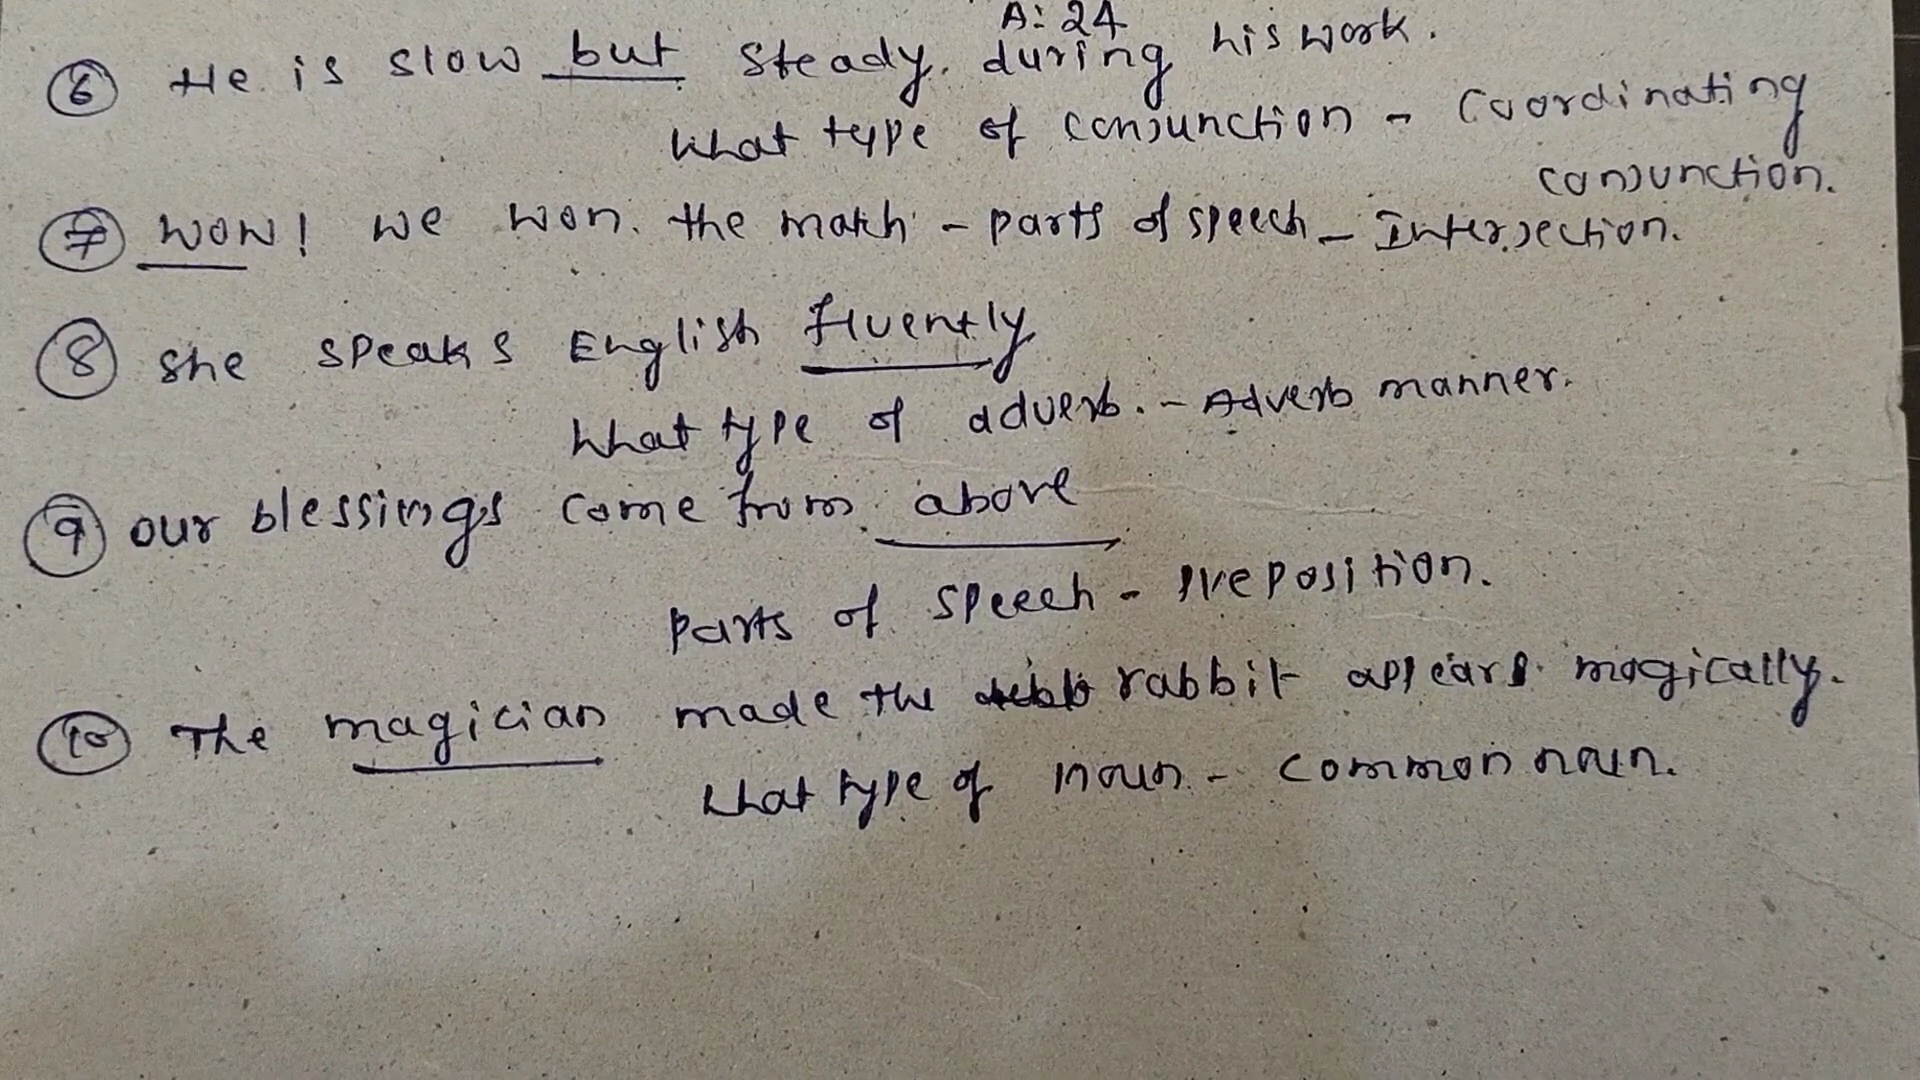 A: 24
⑥ He is slow but steady. during his work.
What type of conjunction - Coordinating
conjunction.
⑦ Wow! We won. the match - parts of speech - Interjection.
⑧ She speaks English fluently
What type of adverb. - Adverb manner.
⑨ our blessings come from above
parts of speech - preposition.
⑩ The magician made the rabbit appears magically.
What type of noun - common noun.